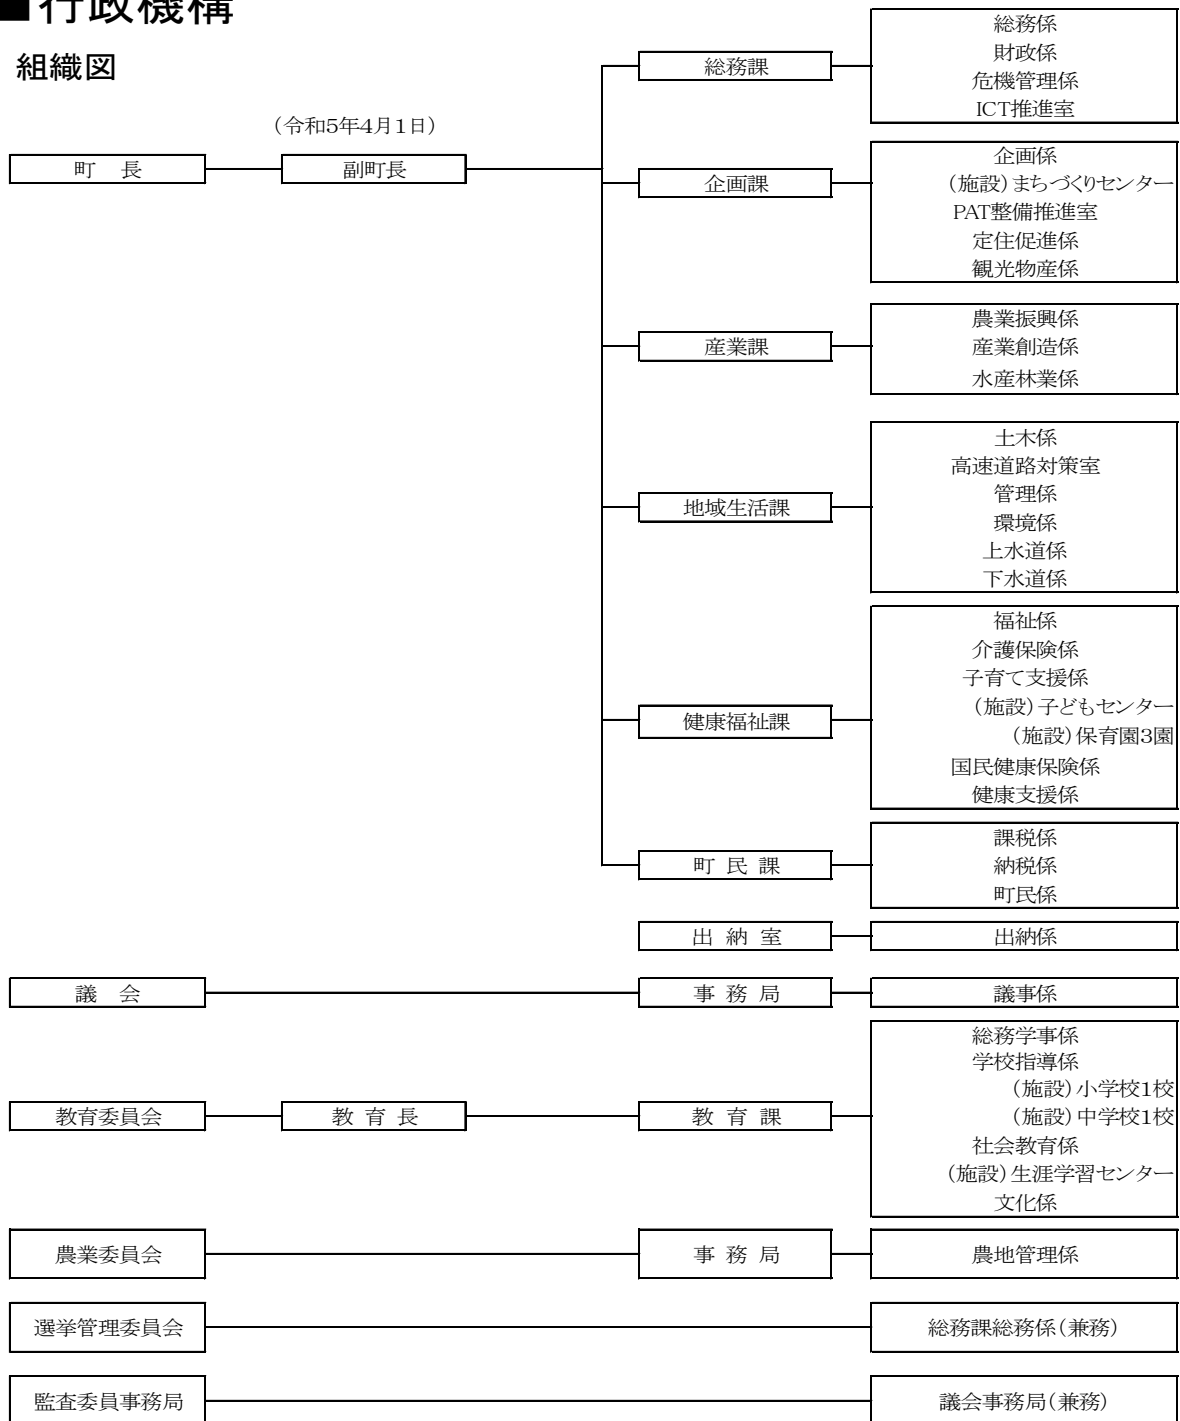 ■行政機構
組織図
（令和5年4月1日）
町　長
副町長
総務課
総務係
財政係
危機管理係
ICT推進室
企画課
企画係
（施設）まちづくりセンター
PAT整備推進室
定住促進係
観光物産係
産業課
農業振興係
産業創造係
水産林業係
地域生活課
土木係
高速道路対策室
管理係
環境係
上水道係
下水道係
健康福祉課
福祉係
介護保険係
子育て支援係
（施設）子どもセンター
（施設）保育園3園
国民健康保険係
健康支援係
町 民 課
課税係
納税係
町民係
出 納 室
出納係
議　会
事 務 局
議事係
教育委員会
教 育 長
教 育 課
総務学事係
学校指導係
（施設）小学校1校
（施設）中学校1校
社会教育係
（施設）生涯学習センター
文化係
農業委員会
事 務 局
農地管理係
選挙管理委員会
総務課総務係（兼務）
監査委員事務局
議会事務局（兼務）